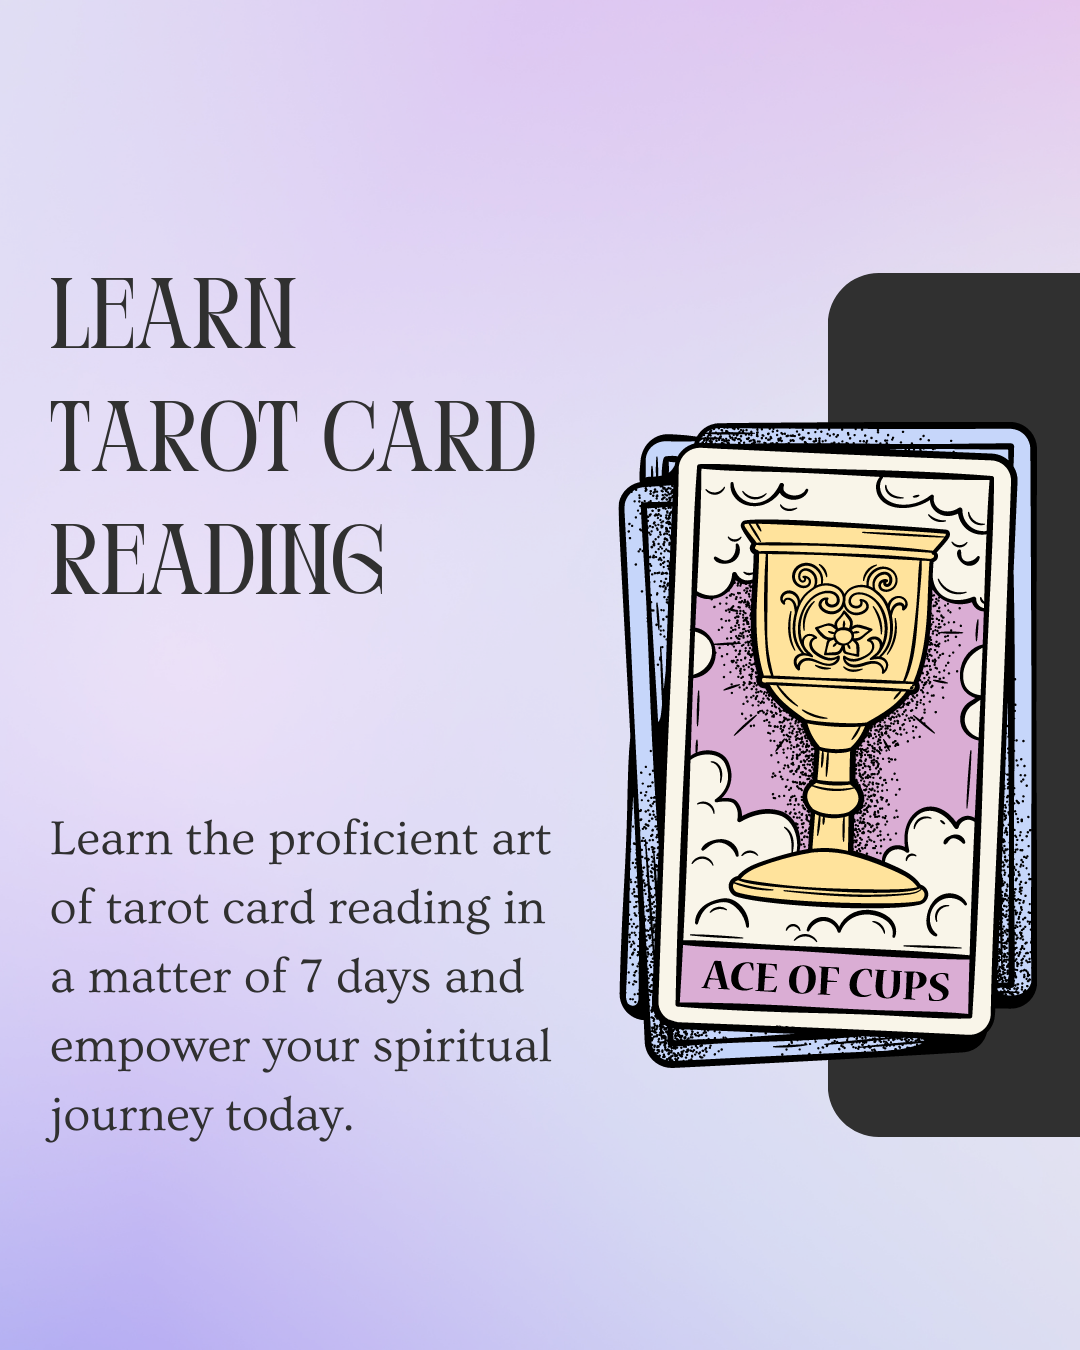 LEARN
TAROT CARD
READING
Learn the proficient art
of tarot card reading in
a matter of 7 days and
empower your spiritual
journey today.
ACE OF CUPS